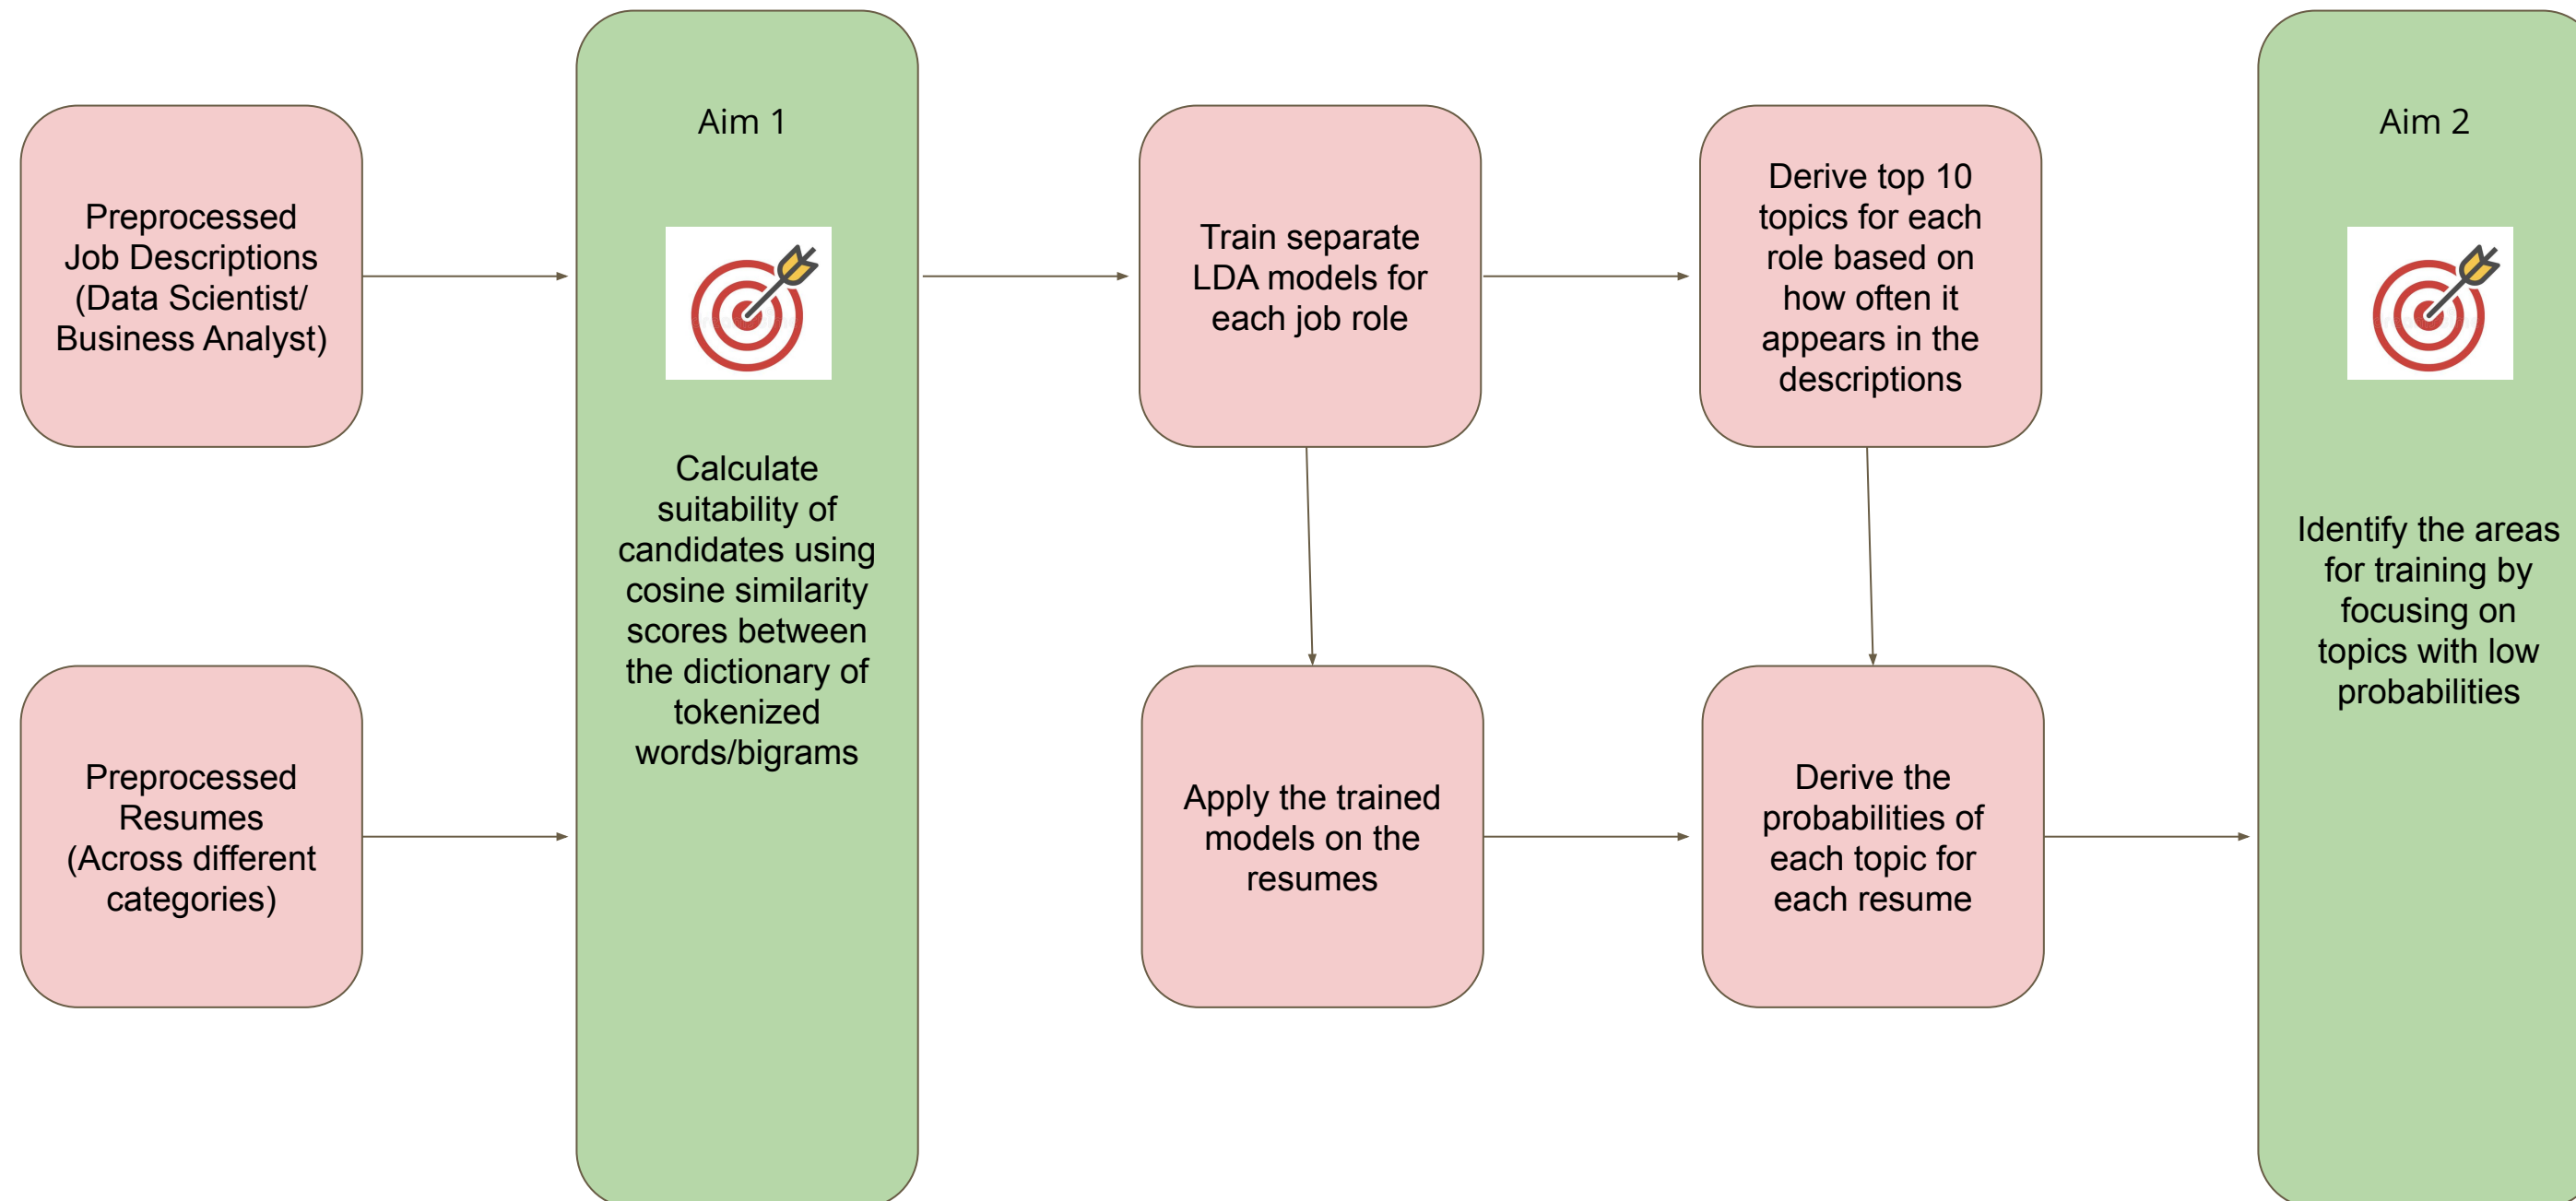 Preprocessed
Job Descriptions
(Data Scientist/
Business Analyst)
Preprocessed
Resumes
(Across different
categories)
Aim 1
Calculate
suitability of
candidates using
cosine similarity
scores between
the dictionary of
tokenized
words/bigrams
Train separate
LDA models for
each job role
Derive top 10
topics for each
role based on
how often it
appears in the
descriptions
Apply the trained
models on the
resumes
Derive the
probabilities of
each topic for
each resume
Aim 2
Identify the areas
for training by
focusing on
topics with low
probabilities